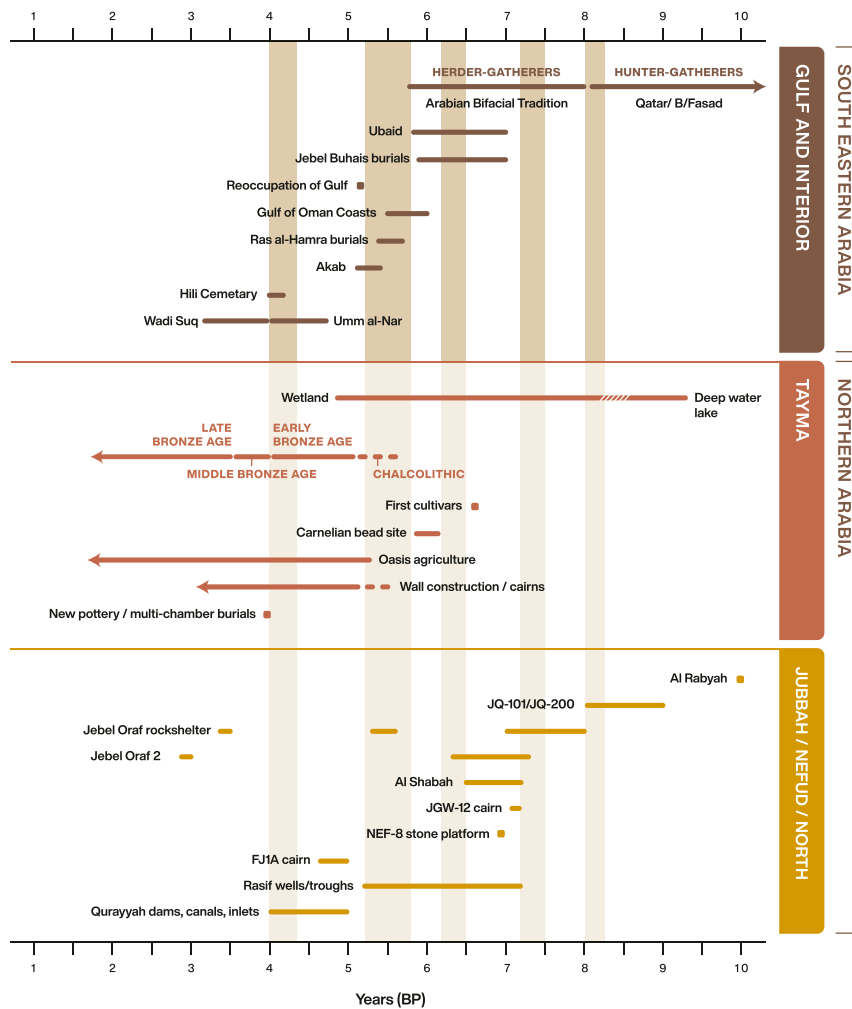 1 2 3 4 5 6 7 8 9 10
HERDER-GATHERERS
HUNTER-GATHERERS
Arabian Bifacial Tradition
Qatar/ B/Fasad
Ubaid
Jebel Buhais burials
Reoccupation of Gulf
Gulf of Oman Coasts
Ras al-Hamra burials
Akab
Hili Cemetary
Wadi Suq
Umm al-Nar
GULF AND INTERIOR
SOUTH EASTERN ARABIA
Wetland
Deep water
lake
LATE
BRONZE AGE
EARLY
BRONZE AGE
MIDDLE BRONZE AGE
CHALCOLITHIC
First cultivars
Carnelian bead site
Oasis agriculture
Wall construction / cairns
New pottery / multi-chamber burials
TAYMA
NORTHERN ARABIA
Al Rabyah
JQ-101/JQ-200
Jebel Oraf rockshelter
Jebel Oraf 2
Al Shabah
JGW-12 cairn
NEF-8 stone platform
FJ1A cairn
Rasif wells/troughs
Qurayyah dams, canals, inlets
JUBBAH / NEFUD / NORTH
1 2 3 4 5 6 7 8 9 10
Years (BP)